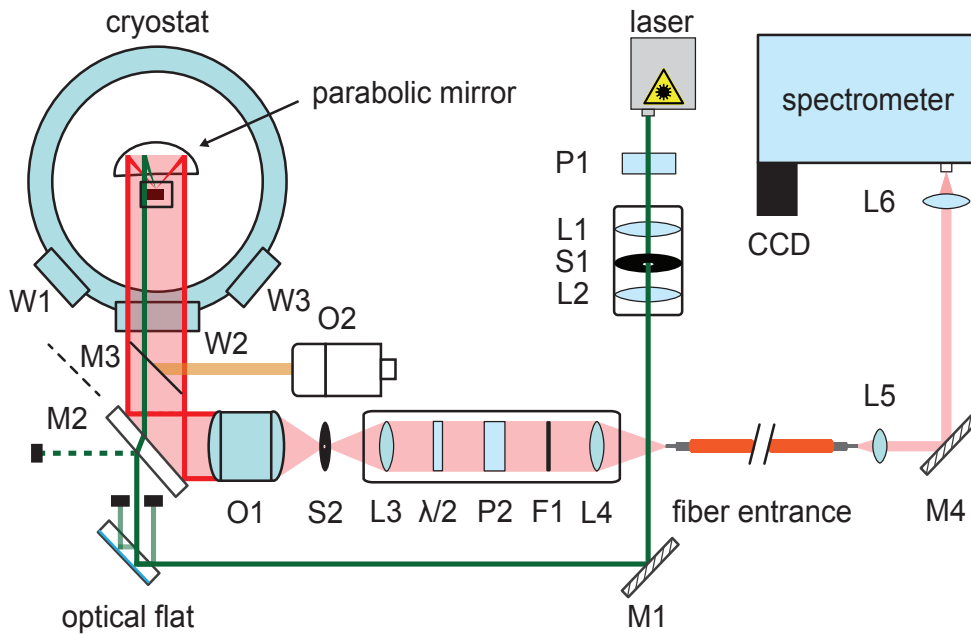 cryostat
laser
parabolic mirror
spectrometer
P1
L1
S1
L2
L6
CCD
W1
W3
W2
O2
M3
M2
L5
O1
S2
L3
λ/2
P2
F1
L4
fiber entrance
M4
M1
optical flat